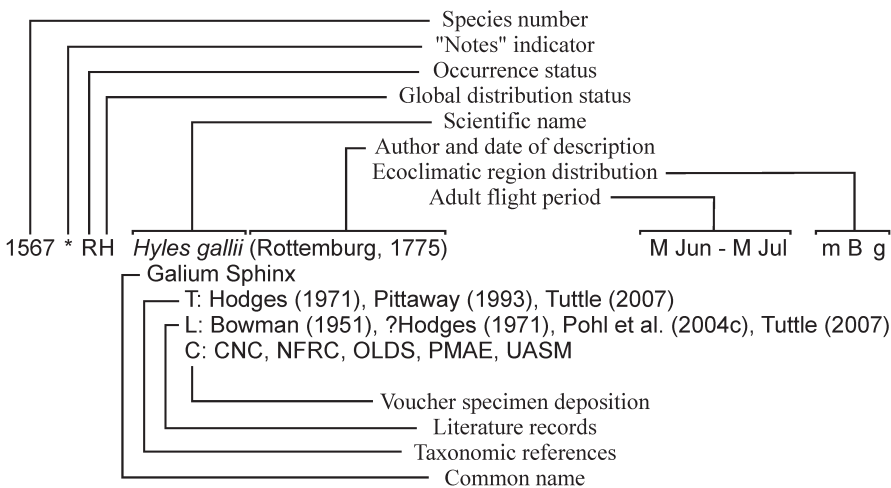 Species number
"Notes" indicator
Occurrence status
Global distribution status
Scientific name
Author and date of description
Ecoclimatic region distribution
Adult flight period
1567 * RH Hyles gallii (Rottemburg, 1775) M Jun - M Jul m B g
Galium Sphinx
T: Hodges (1971), Pittaway (1993), Tuttle (2007)
L: Bowman (1951), ?Hodges (1971), Pohl et al. (2004c), Tuttle (2007)
C: CNC, NFRC, OLDS, PMAE, UASM
Voucher specimen deposition
Literature records
Taxonomic references
Common name